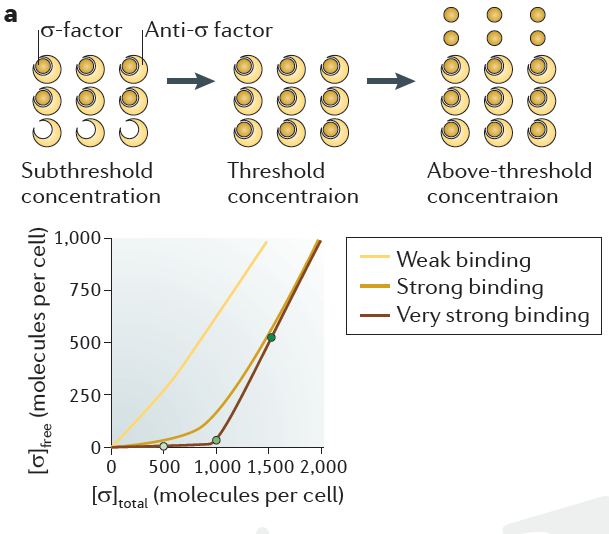 a
σ-factor
Anti-σ factor
Subthreshold
concentration
Threshold
concentraion
Above-threshold
concentraion
[σ]free (molecules per cell)
1,000
750
500
250
0
0 500 1,000 1,500 2,000
[σ]total (molecules per cell)
Weak binding
Strong binding
Very strong binding